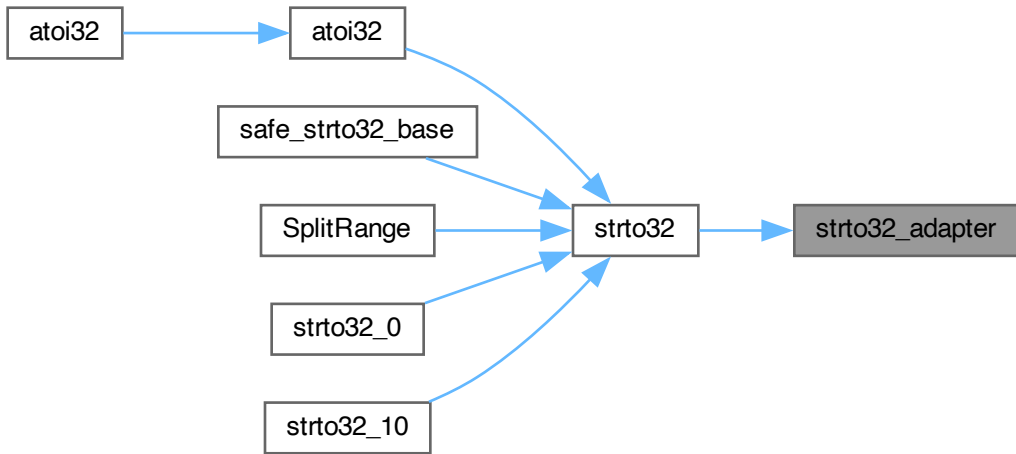 atoi32
atoi32
safe_strto32_base
SplitRange
strto32
strto32_adapter
strto32_0
strto32_10